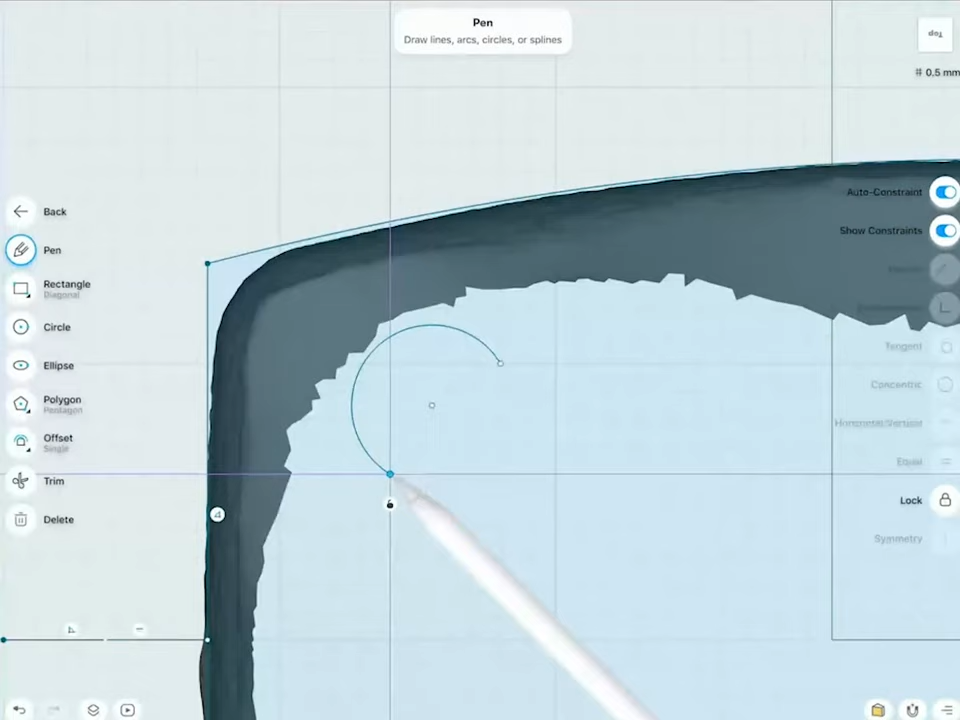 Pen
Draw lines, arcs, circles, or splines
Top
0.5 mm
Auto-Constraint
Show Constraints
Tangent
Concentric
Horizontal/Vertical
Equal
Lock
Symmetry
Back
Pen
Rectangle
Diagonal
Circle
Ellipse
Polygon
Pentagon
Offset
Single
Trim
Delete